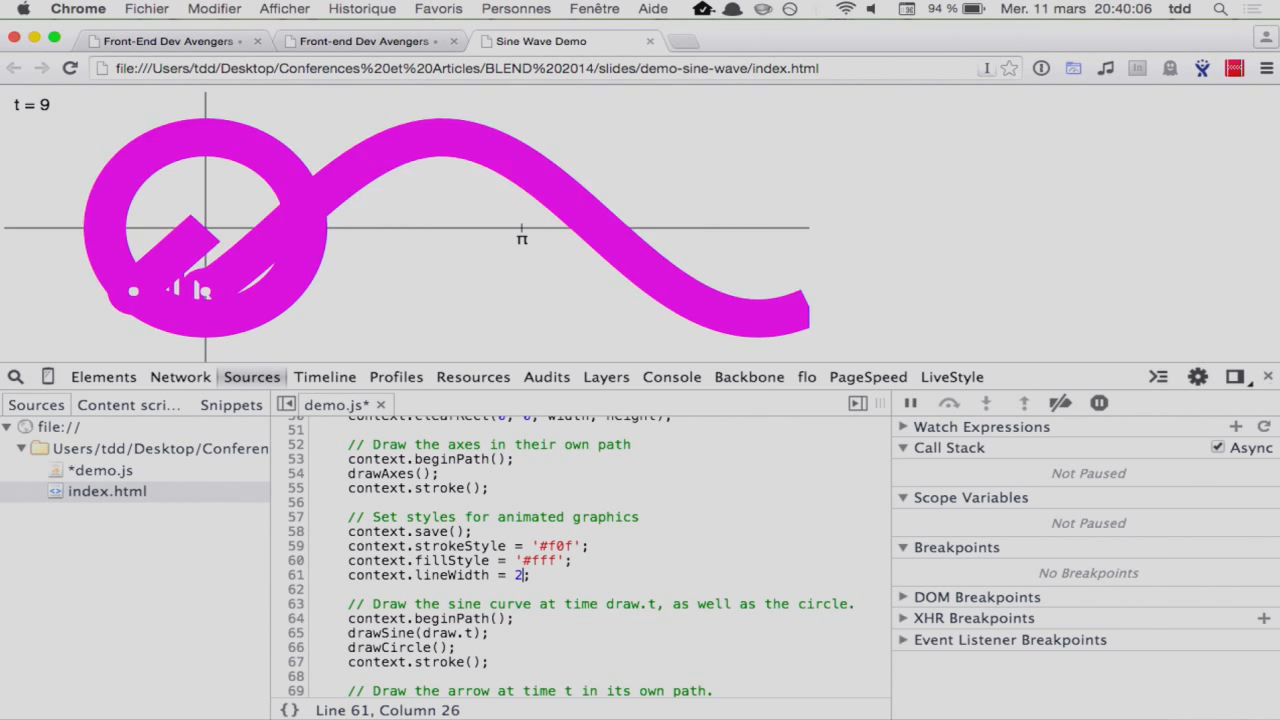 Chrome Fichier Modifier Afficher Historique Favoris Personnes Fenêtre Aide 94 % Mer. 11 mars 20:40:06 tdd
Front-End Dev Avengers Front-end Dev Avengers Sine Wave Demo
file:///Users/tdd/Desktop/Conferences%20et%20Articles/BLEND%202014/slides/demo-sine-wave/index.html
t = 9
π
Elements Network Sources Timeline Profiles Resources Audits Layers Console Backbone flo PageSpeed LiveStyle
Sources Content scri... Snippets demo.js*
file://
Users/tdd/Desktop/Conferen
*demo.js
index.html
50 context.clearRect(0, 0, width, height);
51
52 // Draw the axes in their own path
53 context.beginPath();
54 drawAxes();
55 context.stroke();
56
57 // Set styles for animated graphics
58 context.save();
59 context.strokeStyle = '#f0f';
60 context.fillStyle = '#fff';
61 context.lineWidth = 2;
62
63 // Draw the sine curve at time draw.t, as well as the circle.
64 context.beginPath();
65 drawSine(draw.t);
66 drawCircle();
67 context.stroke();
68
69 // Draw the arrow at time t in its own path.
{} Line 61, Column 26
Watch Expressions
Call Stack Async
Not Paused
Scope Variables
Not Paused
Breakpoints
No Breakpoints
DOM Breakpoints
XHR Breakpoints
Event Listener Breakpoints